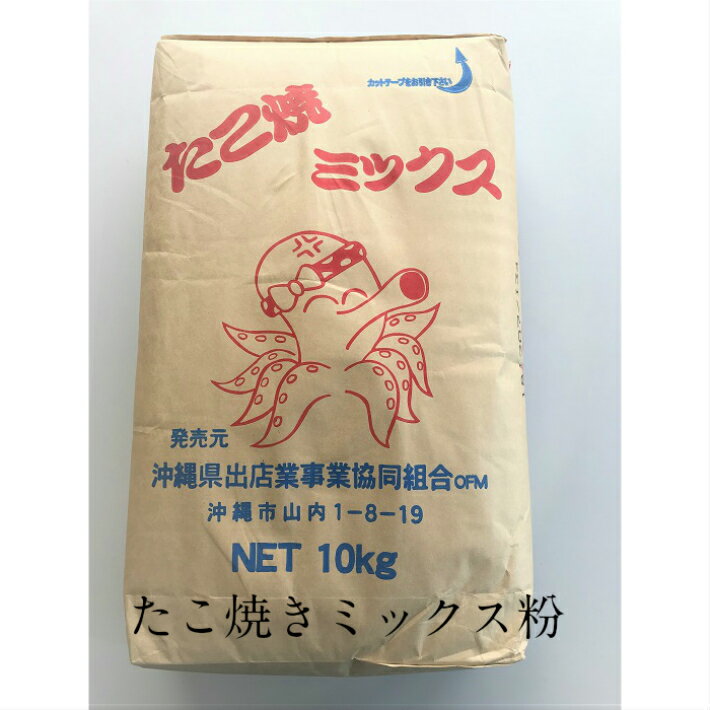 カットテープをお引き下さい
たこ焼
ミックス
発売元
沖縄県出店業事業協同組合OFM
沖縄市山内1-8-19
NET 10kg
たこ焼きミックス粉